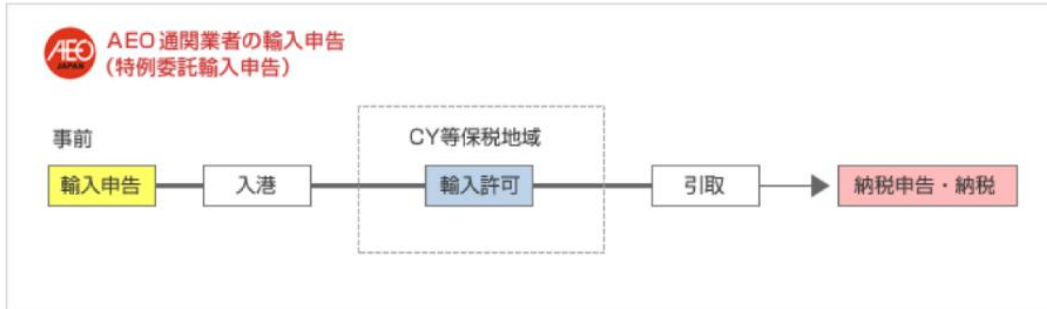 AEO
JAPAN
AEO通関業者の輸入申告
（特例委託輸入申告）
事前
CY等保税地域
輸入申告
入港
輸入許可
引取
納税申告・納税